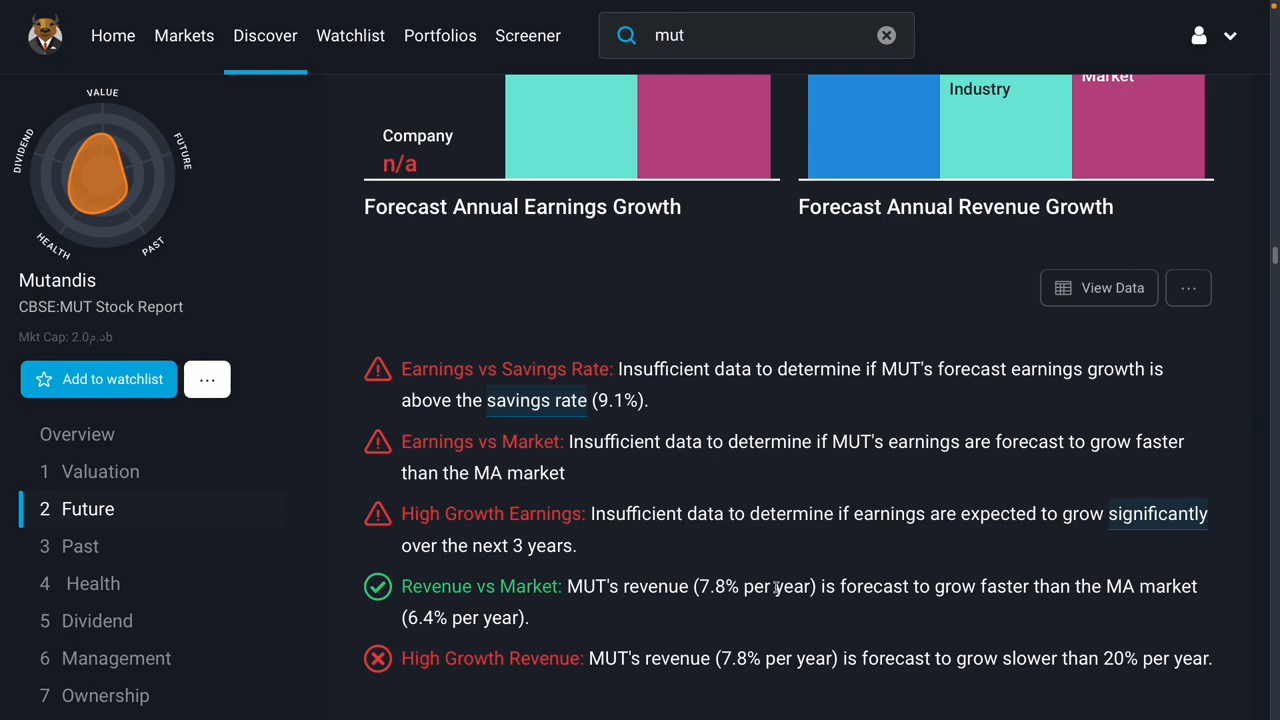 Home Markets Discover Watchlist Portfolios Screener mut
VALUE
FUTURE
PAST
HEALTH
DIVIDEND
Mutandis
CBSE:MUT Stock Report
Mkt Cap: د.م2.0b
Add to watchlist ...
Overview
1 Valuation
2 Future
3 Past
4 Health
5 Dividend
6 Management
7 Ownership
Company
n/a
Industry
Market
Forecast Annual Earnings Growth
Forecast Annual Revenue Growth
View Data ...
Earnings vs Savings Rate: Insufficient data to determine if MUT's forecast earnings growth is
above the savings rate (9.1%).
Earnings vs Market: Insufficient data to determine if MUT's earnings are forecast to grow faster
than the MA market
High Growth Earnings: Insufficient data to determine if earnings are expected to grow significantly
over the next 3 years.
Revenue vs Market: MUT's revenue (7.8% per year) is forecast to grow faster than the MA market
(6.4% per year).
High Growth Revenue: MUT's revenue (7.8% per year) is forecast to grow slower than 20% per year.